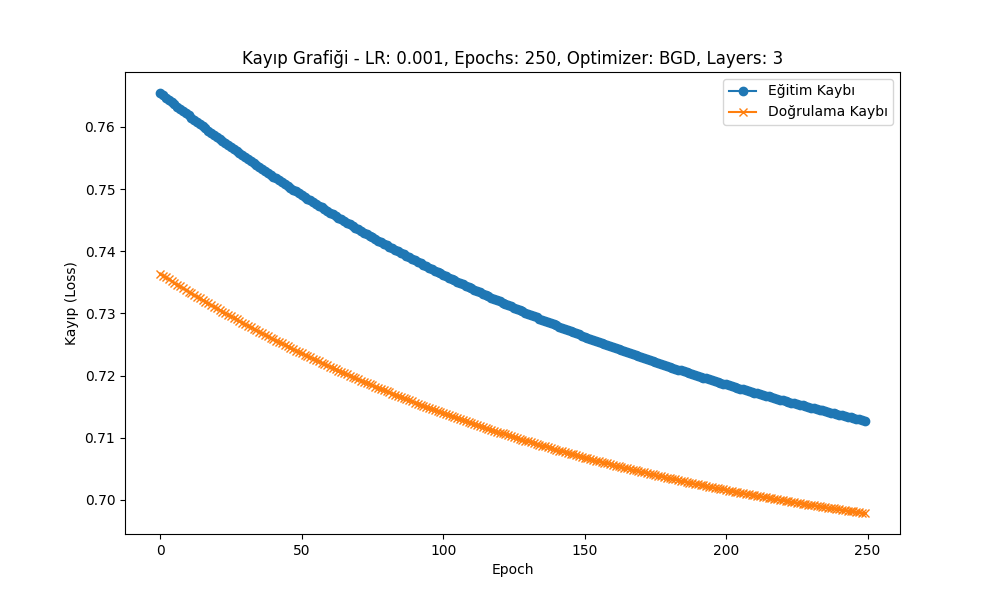 Kayıp Grafiği - LR: 0.001, Epochs: 250, Optimizer: BGD, Layers: 3
Eğitim Kaybı
Doğrulama Kaybı
Kayıp (Loss)
0.76
0.75
0.74
0.73
0.72
0.71
0.70
0 50 100 150 200 250
Epoch